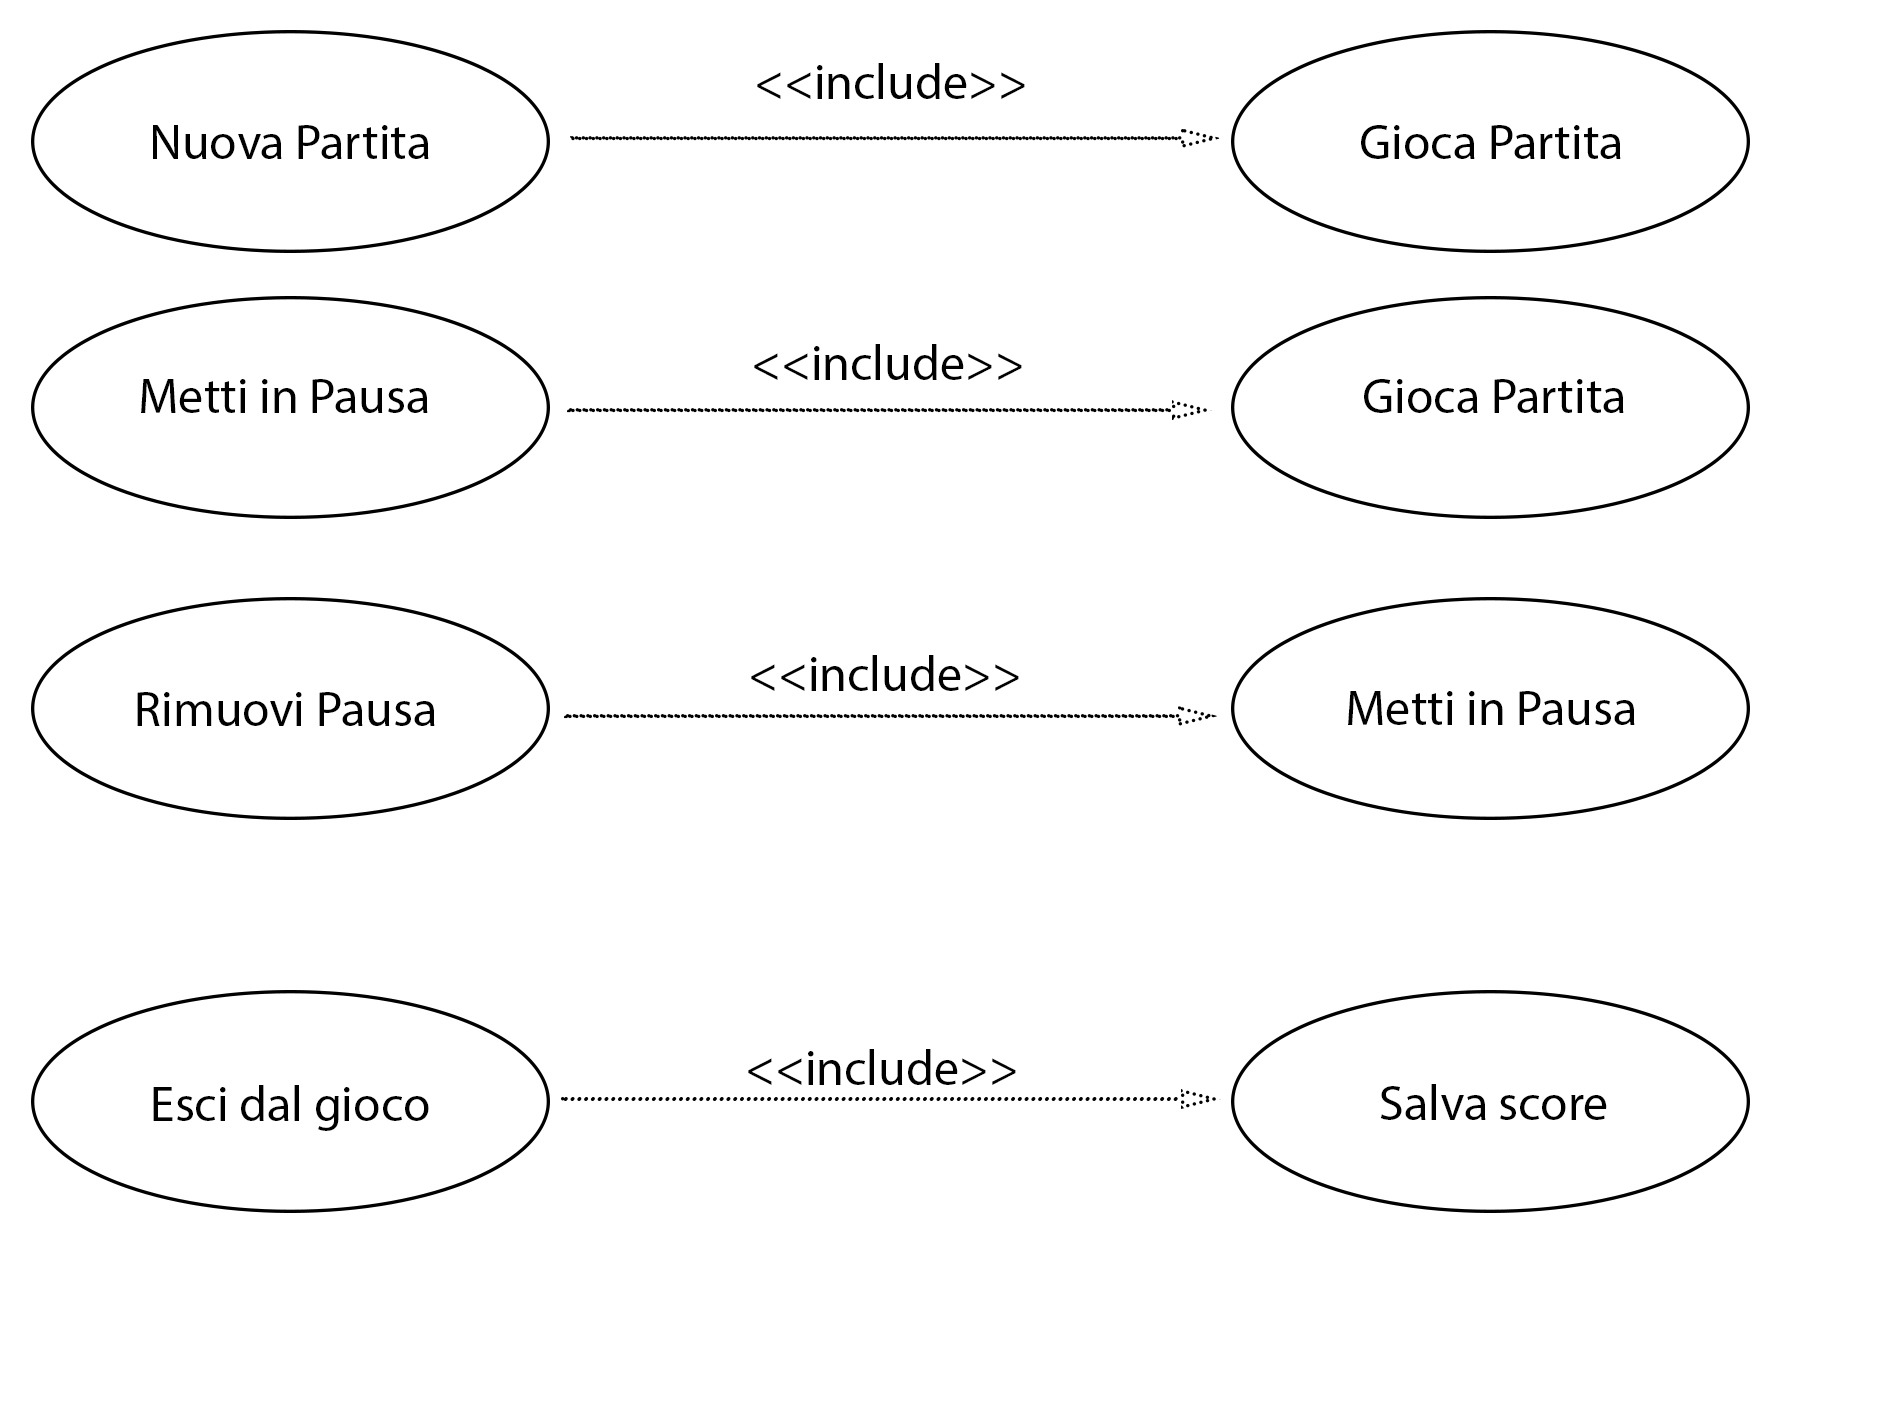 Nuova Partita
<<include>>
Gioca Partita
Metti in Pausa
<<include>>
Gioca Partita
Rimuovi Pausa
<<include>>
Metti in Pausa
Esci dal gioco
<<include>>
Salva score